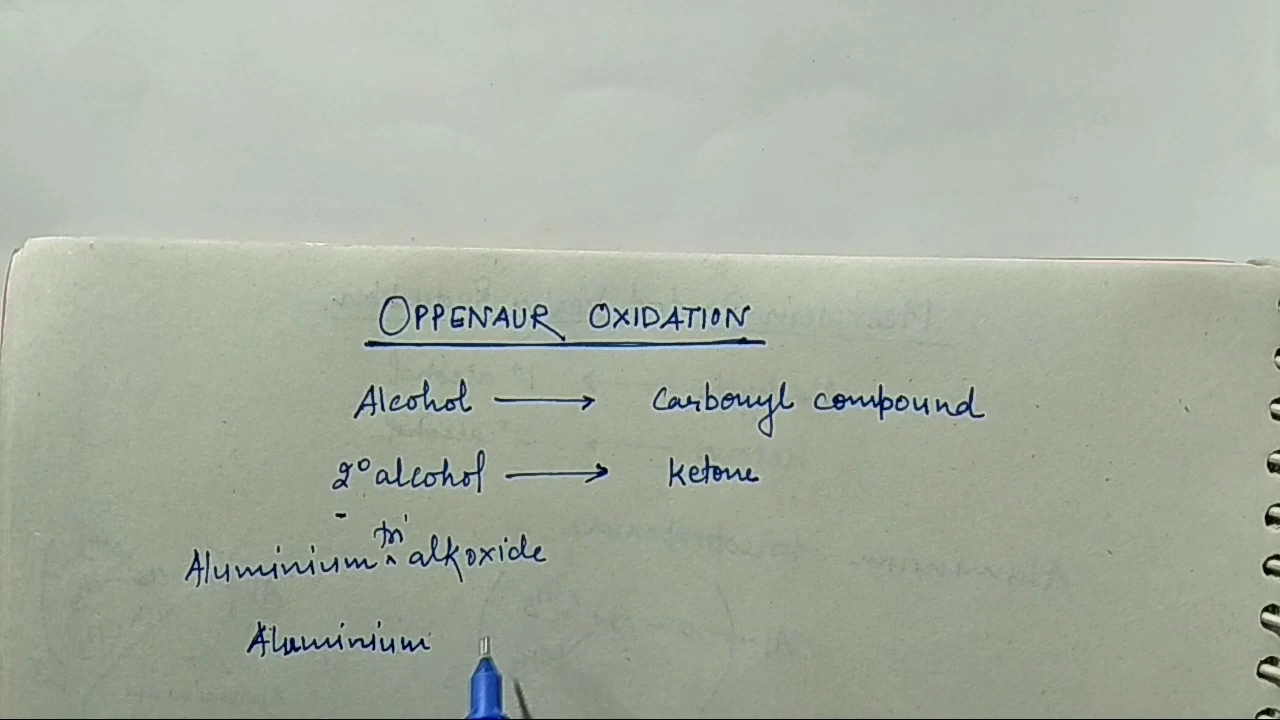 OPPENAUR OXIDATION
Alcohol → Carbonyl compound
2° alcohol → Ketone
Aluminium tri alkoxide
Aluminium